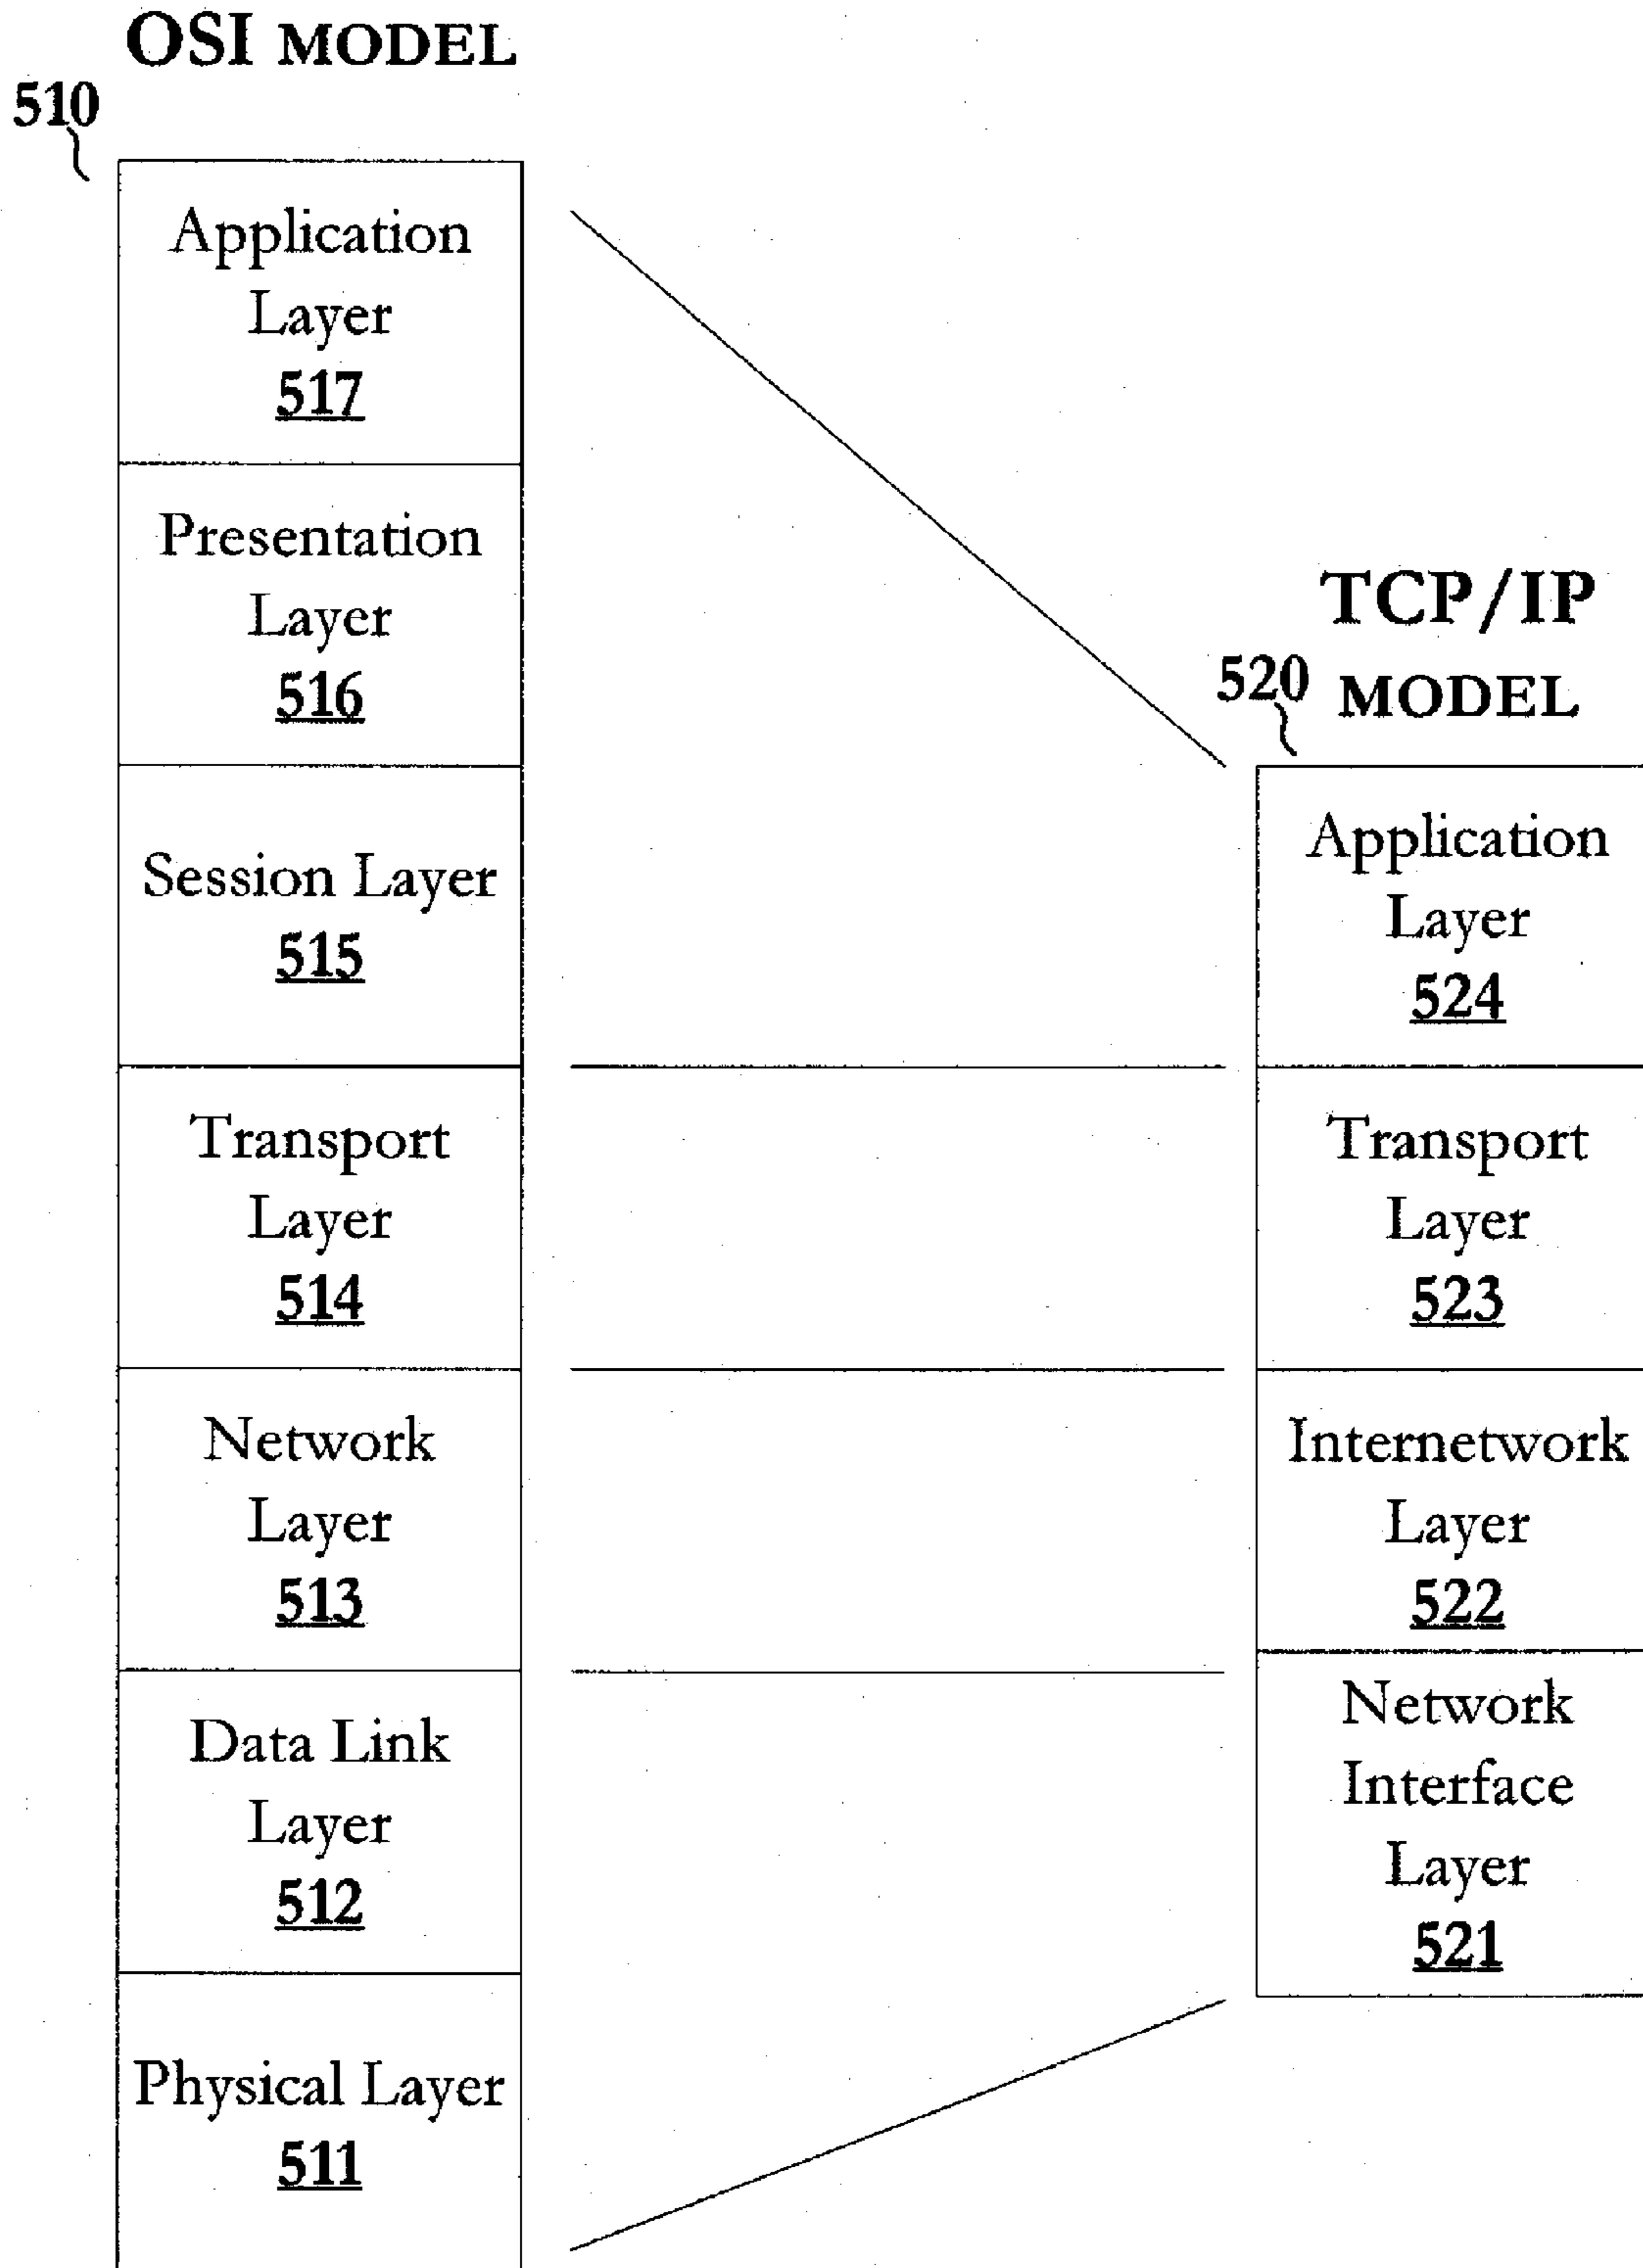 OSI MODEL
510
Application
Layer
517
Presentation
Layer
516
Session Layer
515
Transport
Layer
514
Network
Layer
513
Data Link
Layer
512
Physical Layer
511
TCP/IP
MODEL
520
Application
Layer
524
Transport
Layer
523
Internetwork
Layer
522
Network
Interface
Layer
521